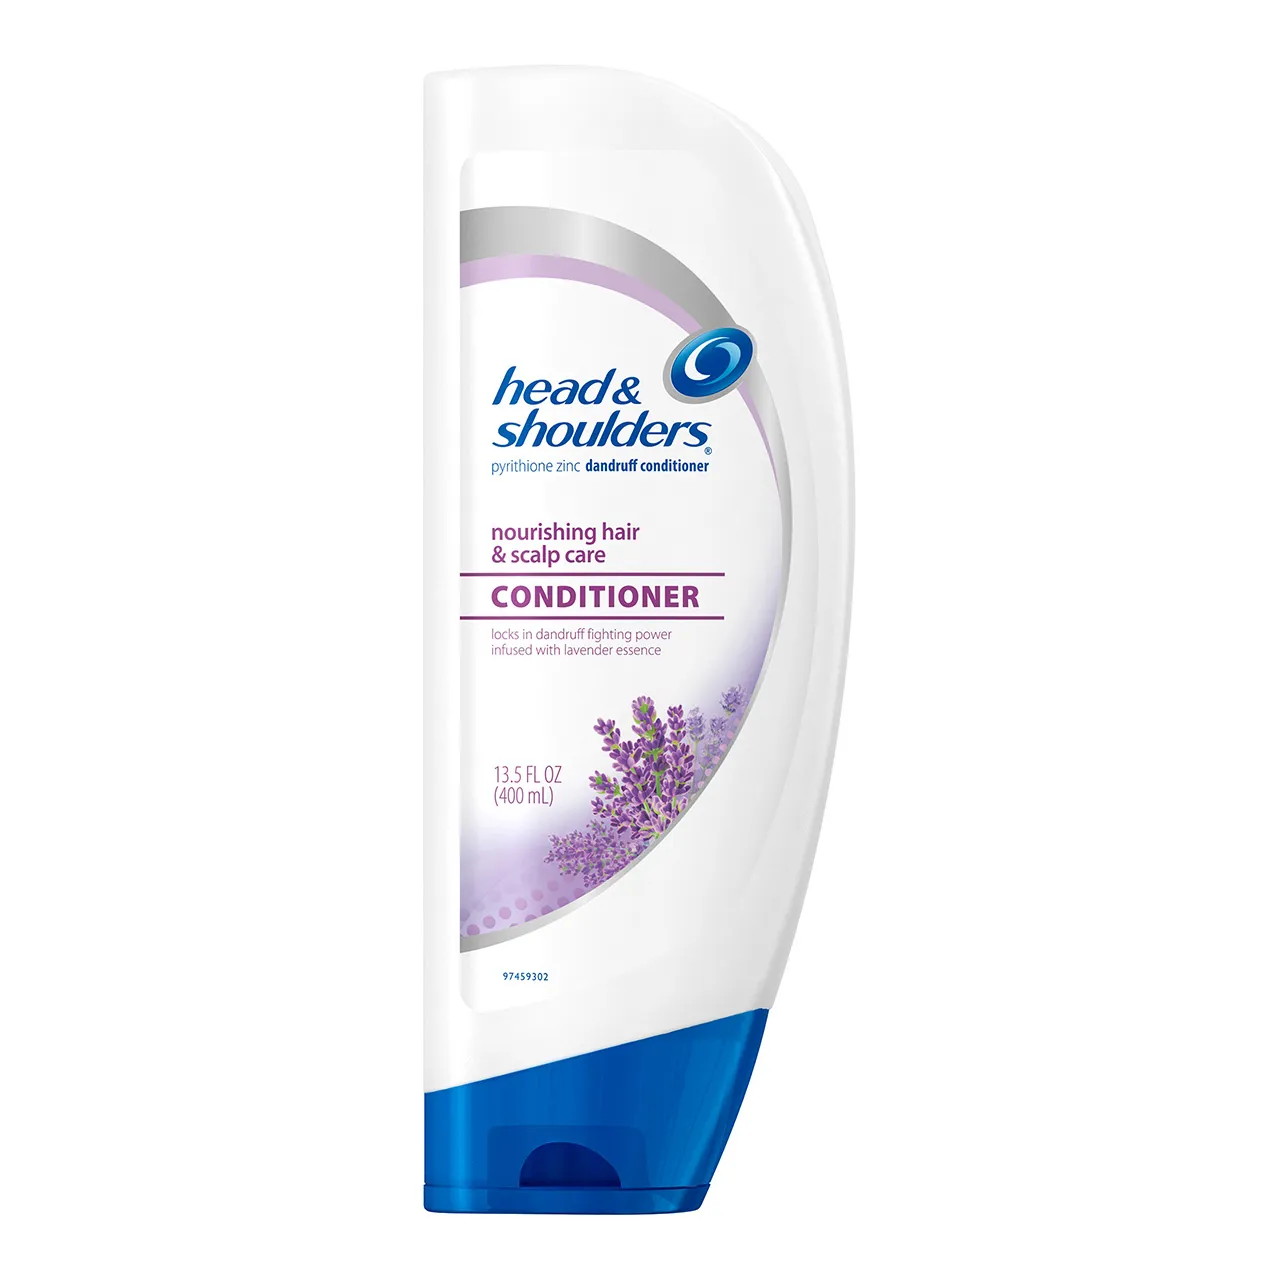 head &
shoulders®
pyrithione zinc dandruff conditioner
nourishing hair
& scalp care
CONDITIONER
locks in dandruff fighting power
infused with lavender essence
13.5 FL OZ
(400 mL)
97459302